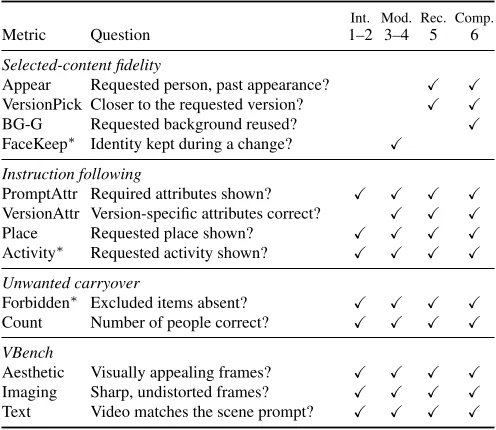 Int. Mod. Rec. Comp.
Metric Question 1–2 3–4 5 6
Selected-content fidelity
Appear Requested person, past appearance? ✓ ✓
VersionPick Closer to the requested version? ✓ ✓
BG-G Requested background reused? ✓
FaceKeep* Identity kept during a change? ✓
Instruction following
PromptAttr Required attributes shown? ✓ ✓ ✓ ✓
VersionAttr Version-specific attributes correct? ✓ ✓ ✓
Place Requested place shown? ✓ ✓ ✓ ✓
Activity* Requested activity shown? ✓ ✓ ✓ ✓
Unwanted carryover
Forbidden* Excluded items absent? ✓ ✓ ✓ ✓
Count Number of people correct? ✓ ✓ ✓ ✓
VBench
Aesthetic Visually appealing frames? ✓ ✓ ✓ ✓
Imaging Sharp, undistorted frames? ✓ ✓ ✓ ✓
Text Video matches the scene prompt? ✓ ✓ ✓ ✓